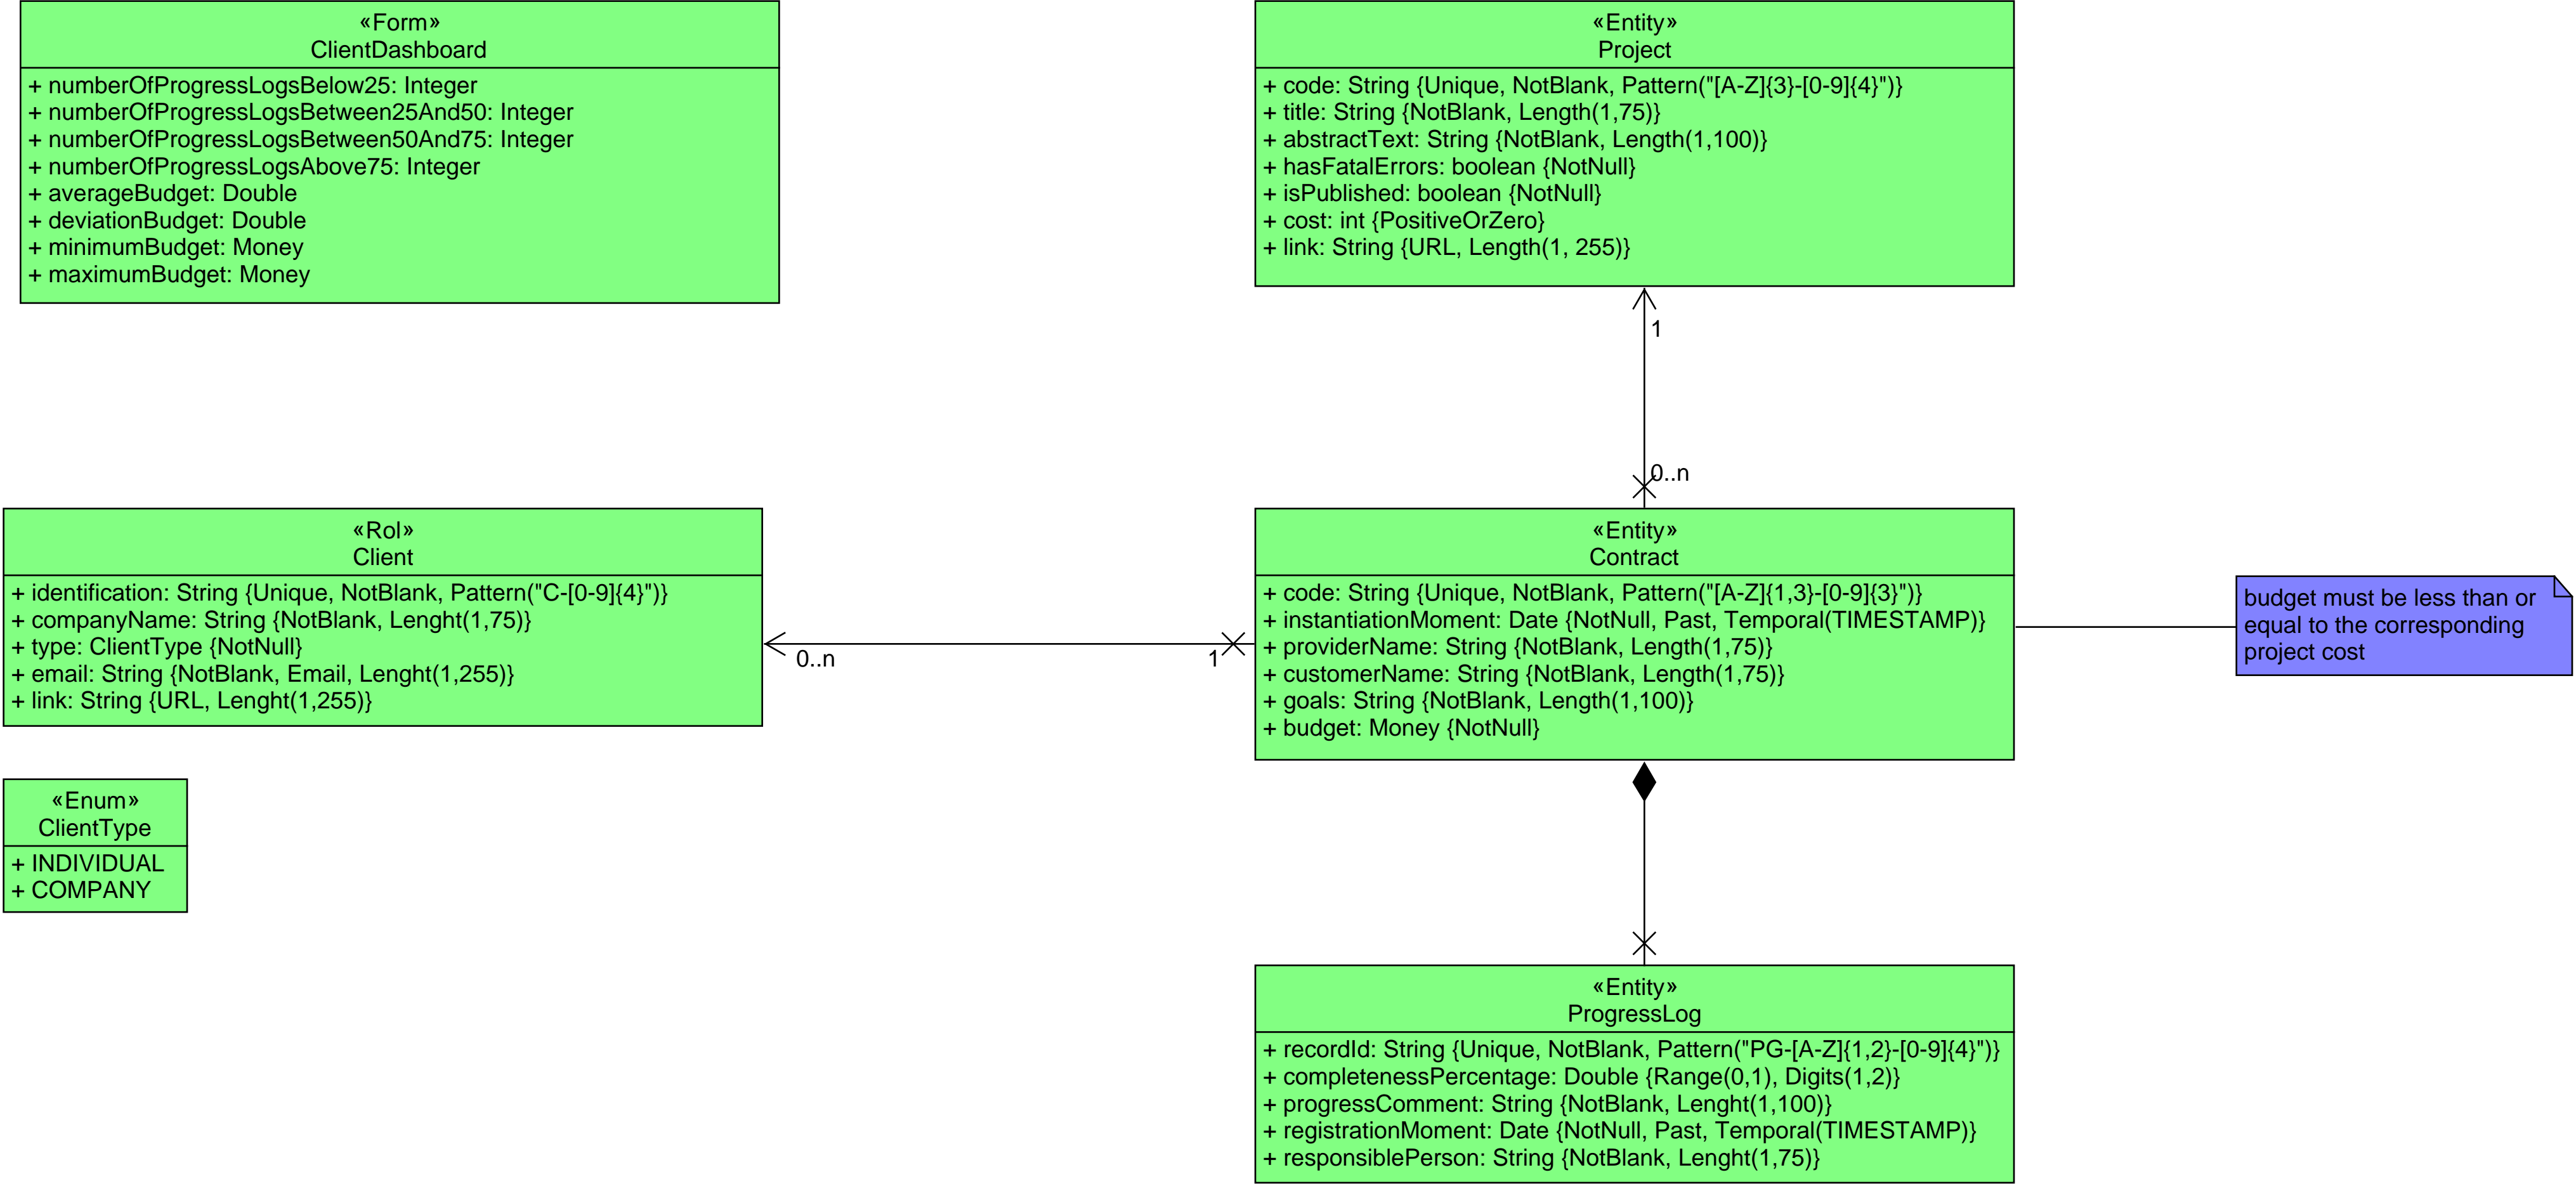 «Form»
ClientDashboard
+ numberOfProgressLogsBelow25: Integer
+ numberOfProgressLogsBetween25And50: Integer
+ numberOfProgressLogsBetween50And75: Integer
+ numberOfProgressLogsAbove75: Integer
+ averageBudget: Double
+ deviationBudget: Double
+ minimumBudget: Money
+ maximumBudget: Money
«Entity»
Project
+ code: String {Unique, NotBlank, Pattern("[A-Z]{3}-[0-9]{4}")}
+ title: String {NotBlank, Length(1,75)}
+ abstractText: String {NotBlank, Length(1,100)}
+ hasFatalErrors: boolean {NotNull}
+ isPublished: boolean {NotNull}
+ cost: int {PositiveOrZero}
+ link: String {URL, Length(1, 255)}
1
0..n
«Rol»
Client
+ identification: String {Unique, NotBlank, Pattern("C-[0-9]{4}")}
+ companyName: String {NotBlank, Lenght(1,75)}
+ type: ClientType {NotNull}
+ email: String {NotBlank, Email, Lenght(1,255)}
+ link: String {URL, Lenght(1,255)}
0..n
1
«Entity»
Contract
+ code: String {Unique, NotBlank, Pattern("[A-Z]{1,3}-[0-9]{3}")}
+ instantiationMoment: Date {NotNull, Past, Temporal(TIMESTAMP)}
+ providerName: String {NotBlank, Length(1,75)}
+ customerName: String {NotBlank, Length(1,75)}
+ goals: String {NotBlank, Length(1,100)}
+ budget: Money {NotNull}
budget must be less than or
equal to the corresponding
project cost
«Enum»
ClientType
+ INDIVIDUAL
+ COMPANY
«Entity»
ProgressLog
+ recordId: String {Unique, NotBlank, Pattern("PG-[A-Z]{1,2}-[0-9]{4}")}
+ completenessPercentage: Double {Range(0,1), Digits(1,2)}
+ progressComment: String {NotBlank, Lenght(1,100)}
+ registrationMoment: Date {NotNull, Past, Temporal(TIMESTAMP)}
+ responsiblePerson: String {NotBlank, Lenght(1,75)}